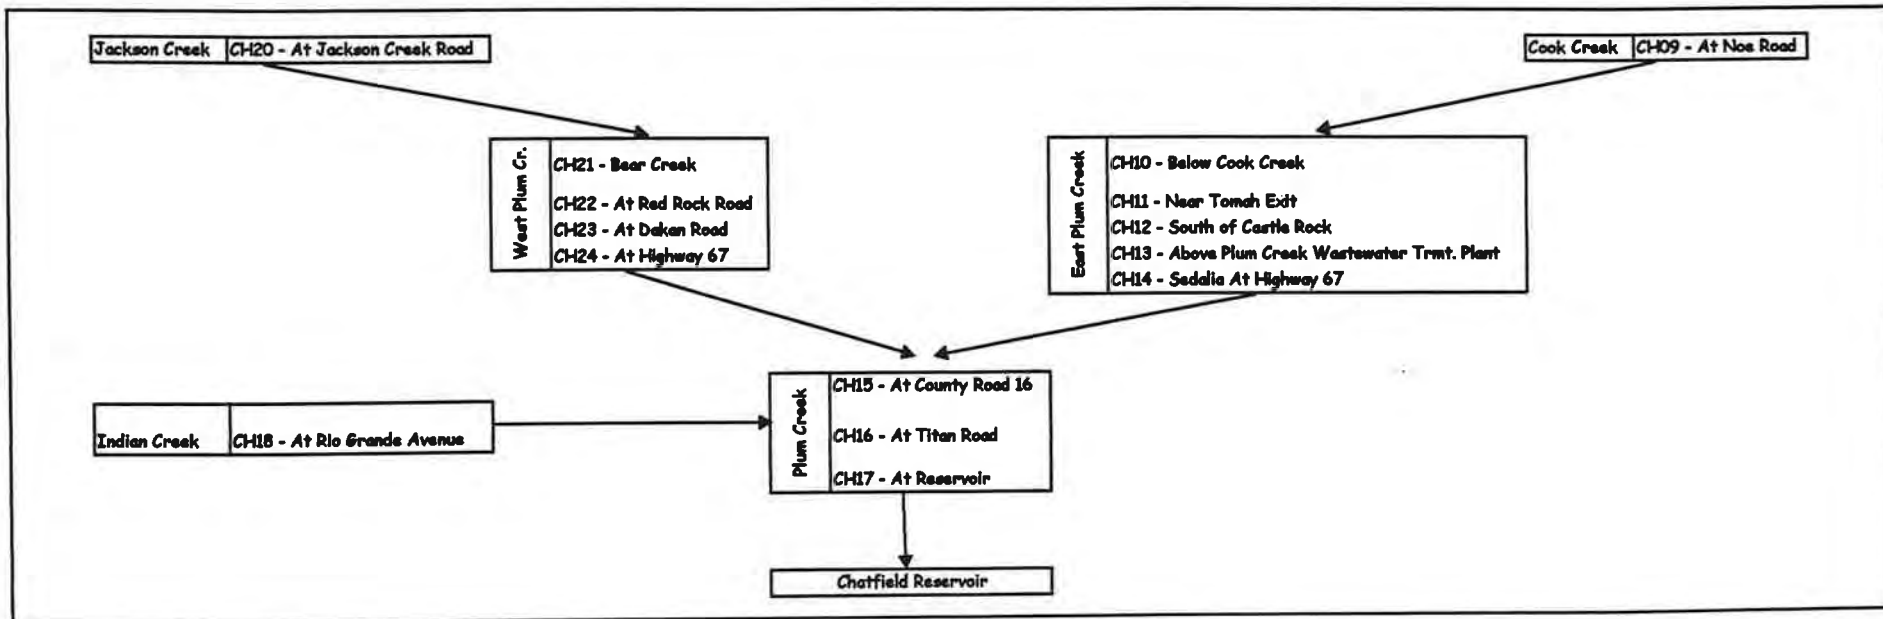 Jackson Creek CH20 - At Jackson Creek Road
Cook Creek CH09 - At Noe Road
West Plum Cr.
CH21 - Bear Creek
CH22 - At Red Rock Road
CH23 - At Dakan Road
CH24 - At Highway 67
East Plum Creek
CH10 - Below Cook Creek
CH11 - Near Tomah Exit
CH12 - South of Castle Rock
CH13 - Above Plum Creek Wastewater Trmt. Plant
CH14 - Sedalia At Highway 67
Indian Creek CH18 - At Rio Grande Avenue
Plum Creek
CH15 - At County Road 16
CH16 - At Titan Road
CH17 - At Reservoir
Chatfield Reservoir